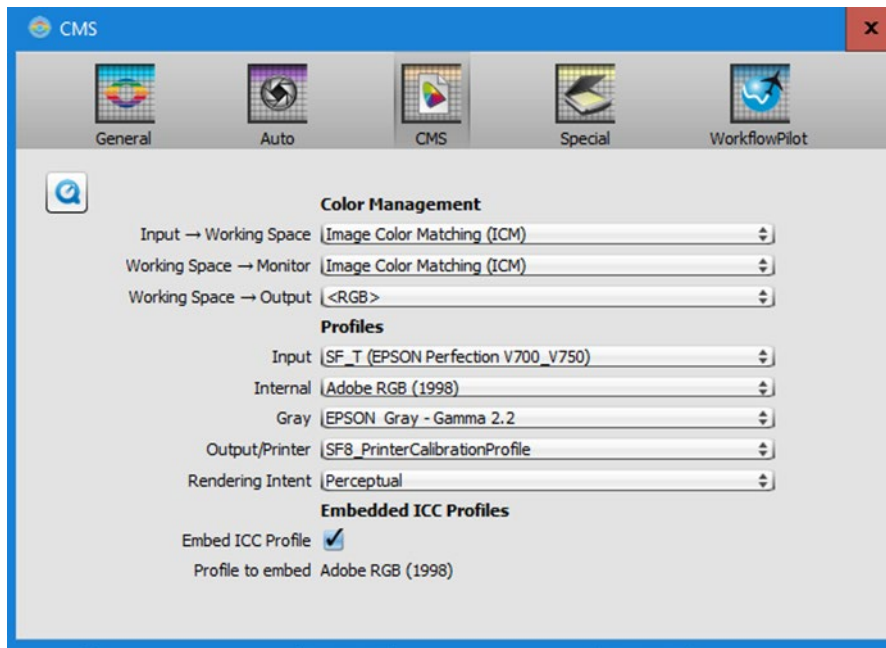 CMS
x
General Auto CMS Special WorkflowPilot
Color Management
Input → Working Space Image Color Matching (ICM)
Working Space → Monitor Image Color Matching (ICM)
Working Space → Output <RGB>
Profiles
Input SF_T (EPSON Perfection V700_V750)
Internal Adobe RGB (1998)
Gray EPSON Gray - Gamma 2.2
Output/Printer SF8_PrinterCalibrationProfile
Rendering Intent Perceptual
Embedded ICC Profiles
Embed ICC Profile
Profile to embed Adobe RGB (1998)